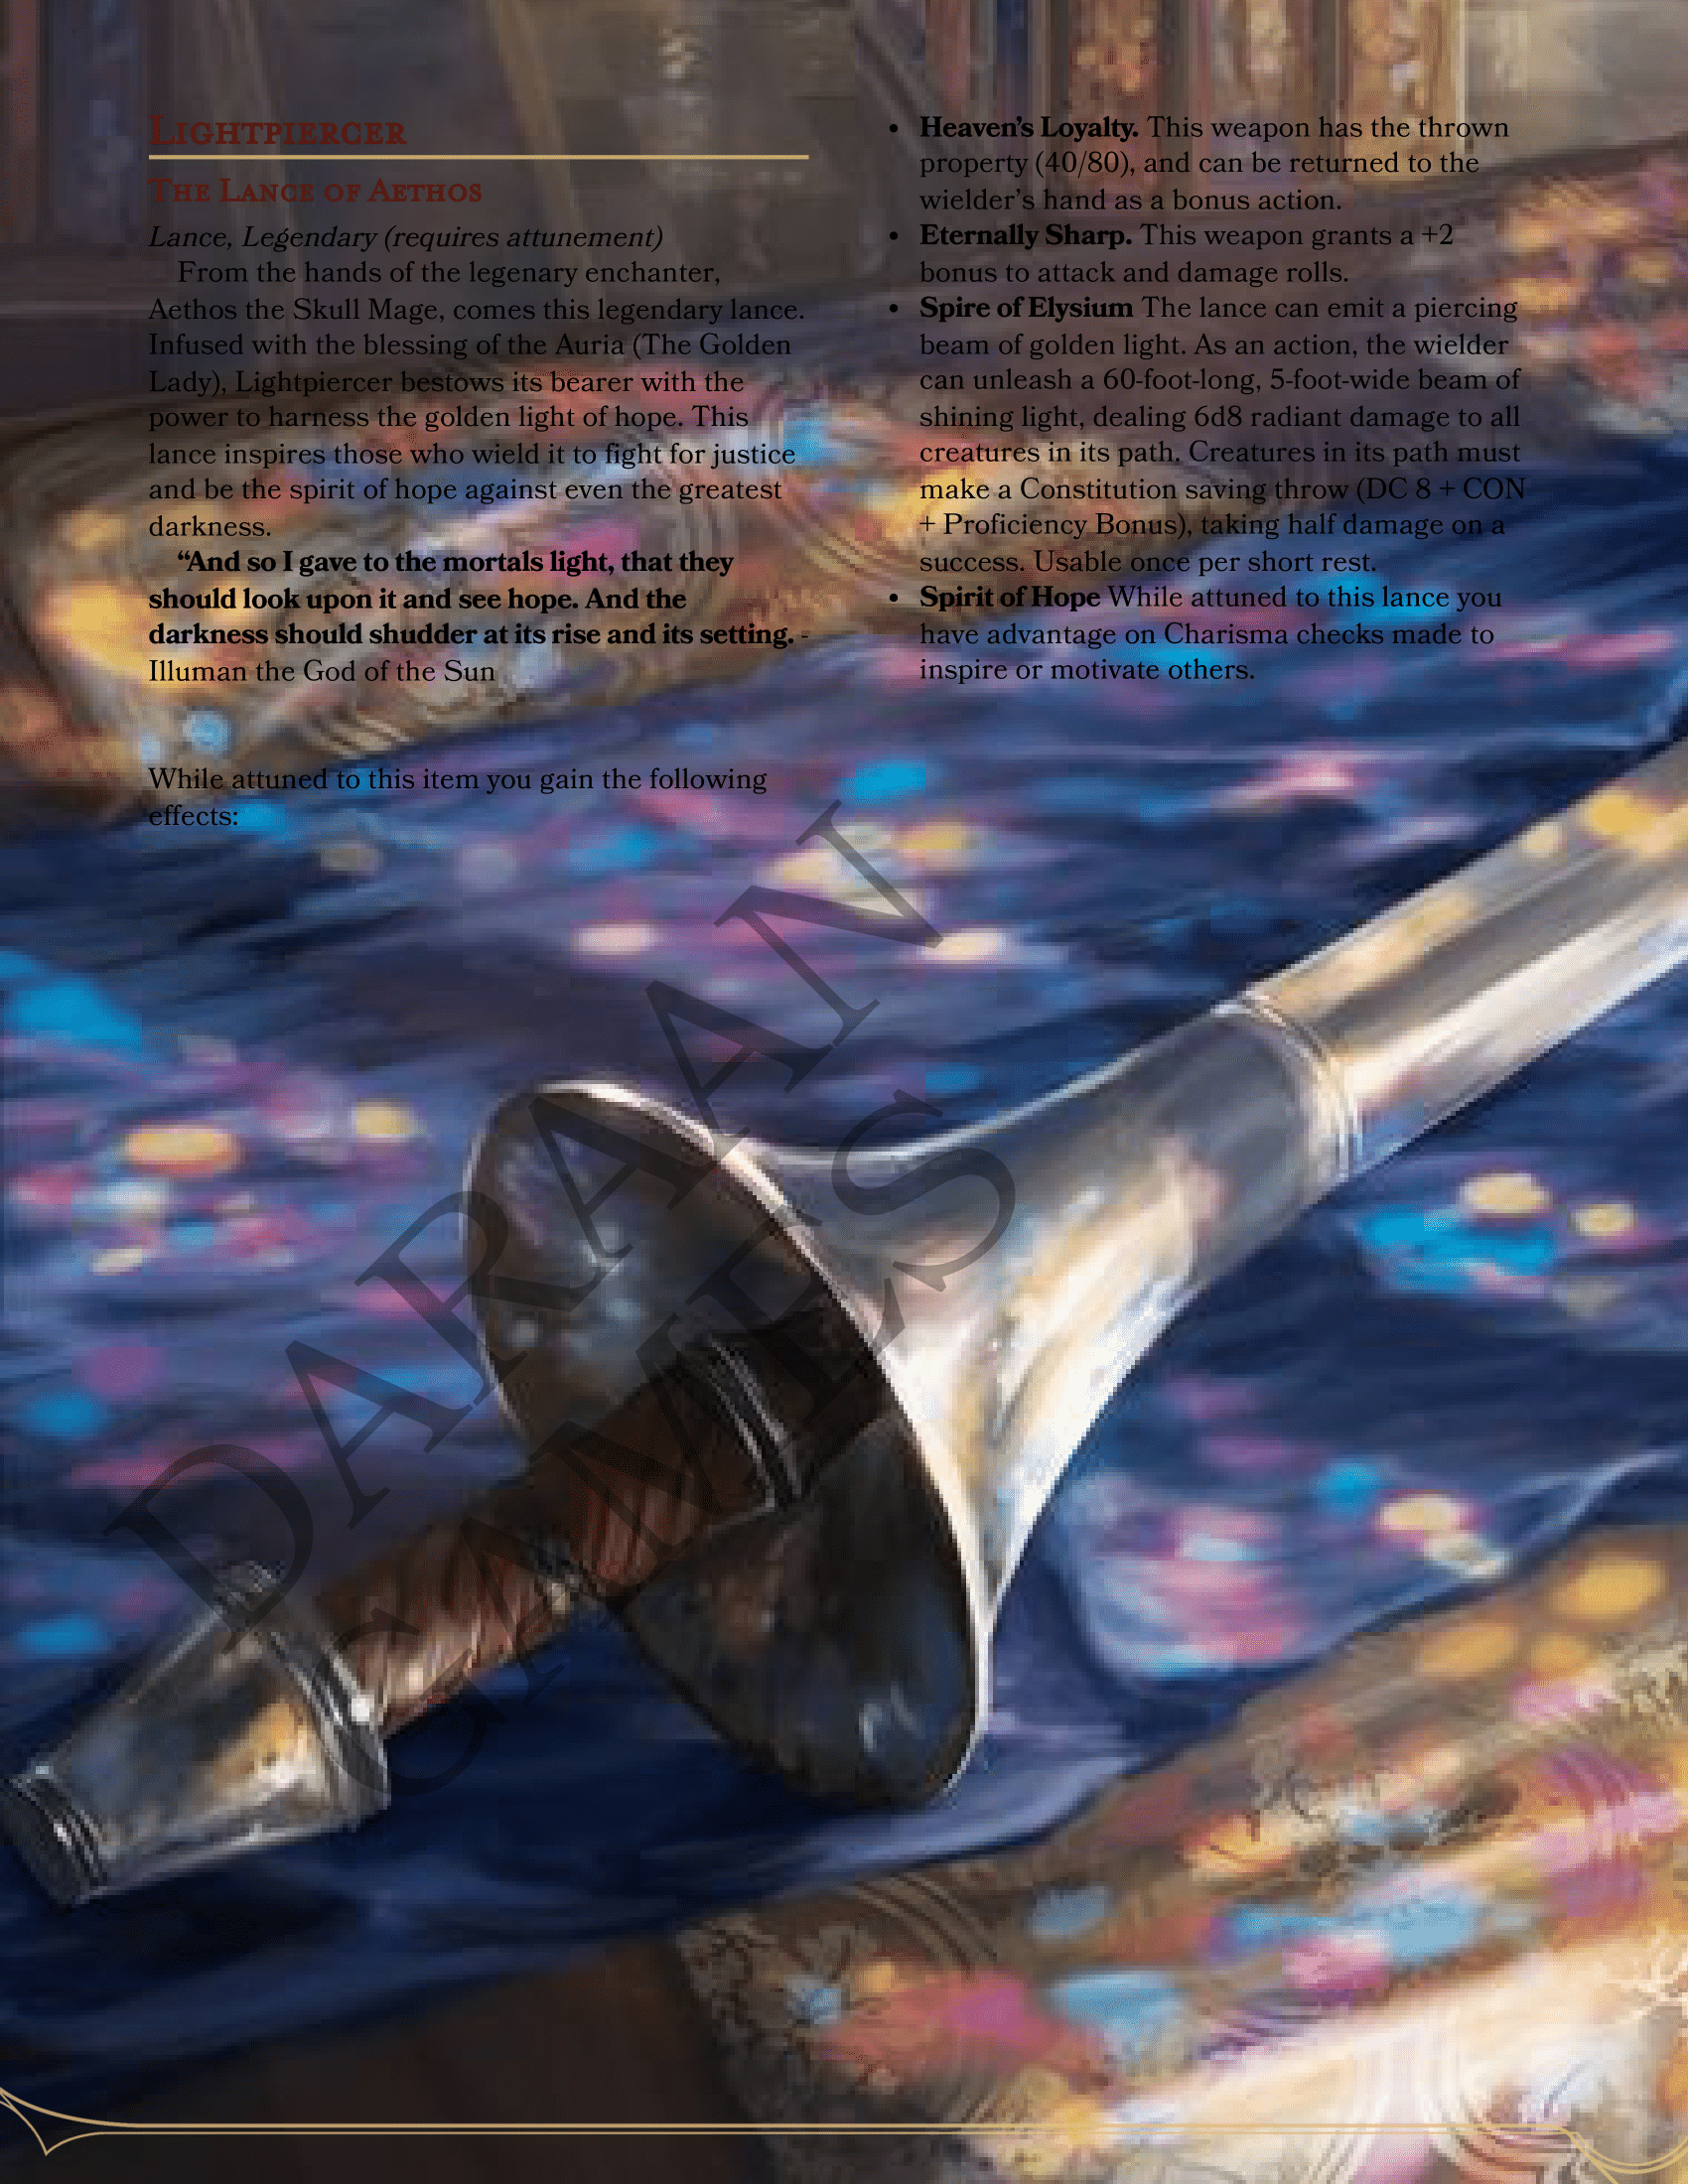 Lightpiercer
The Lance of Aethos
Lance, Legendary (requires attunement)
From the hands of the legenary enchanter,
Aethos the Skull Mage, comes this legendary lance.
Infused with the blessing of the Auria (The Golden
Lady), Lightpiercer bestows its bearer with the
power to harness the golden light of hope. This
lance inspires those who wield it to fight for justice
and be the spirit of hope against even the greatest
darkness.
“And so I gave to the mortals light, that they
should look upon it and see hope. And the
darkness should shudder at its rise and its setting. -
Illuman the God of the Sun
While attuned to this item you gain the following
effects:
• Heaven’s Loyalty. This weapon has the thrown
property (40/80), and can be returned to the
wielder’s hand as a bonus action.
• Eternally Sharp. This weapon grants a +2
bonus to attack and damage rolls.
• Spire of Elysium The lance can emit a piercing
beam of golden light. As an action, the wielder
can unleash a 60-foot-long, 5-foot-wide beam of
shining light, dealing 6d8 radiant damage to all
creatures in its path. Creatures in its path must
make a Constitution saving throw (DC 8 + CON
+ Proficiency Bonus), taking half damage on a
success. Usable once per short rest.
• Spirit of Hope While attuned to this lance you
have advantage on Charisma checks made to
inspire or motivate others.
DARAAN
GAMES